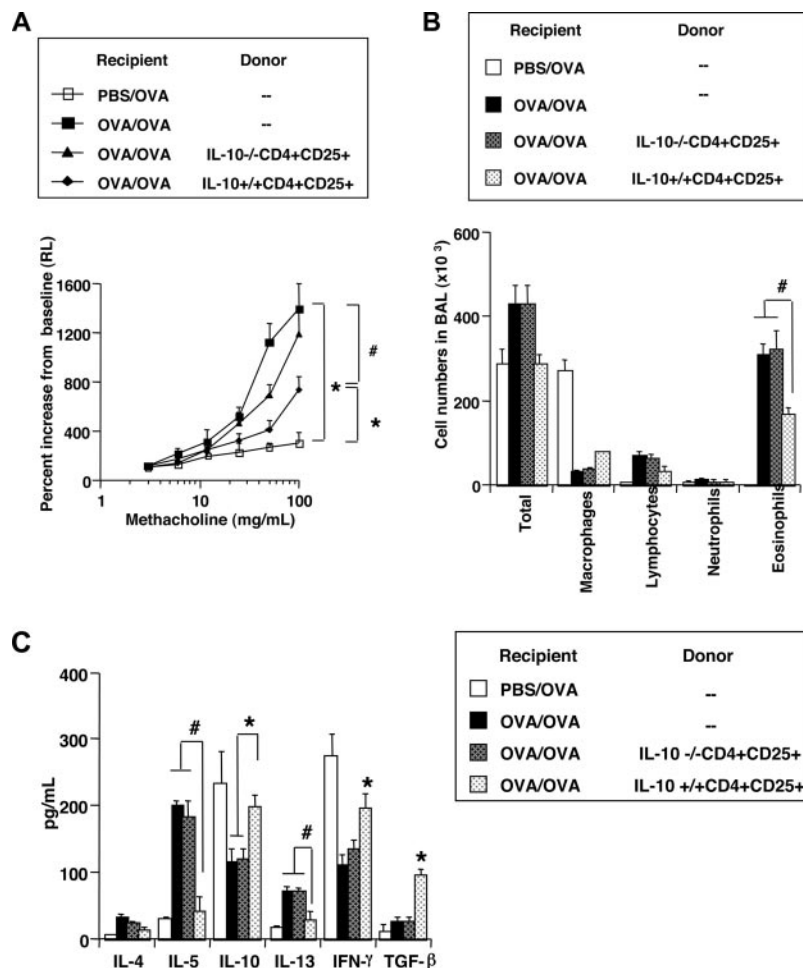 A
Recipient Donor
PBS/OVA --
OVA/OVA --
OVA/OVA IL-10-/-CD4+CD25+
OVA/OVA IL-10+/+CD4+CD25+
Percent increase from baseline (RL)
1600
1200
800
400
0
1 10 100
Methacholine (mg/mL)
* # *
B
Recipient Donor
PBS/OVA --
OVA/OVA --
OVA/OVA IL-10-/-CD4+CD25+
OVA/OVA IL-10+/+CD4+CD25+
Cell numbers in BAL (x10 3)
600
400
200
0
#
Total
Macrophages
Lymphocytes
Neutrophils
Eosinophils
C
pg/mL
400
300
200
100
0
# * # * *
IL-4 IL-5 IL-10 IL-13 IFN-γ TGF-β
Recipient Donor
PBS/OVA --
OVA/OVA --
OVA/OVA IL-10 -/-CD4+CD25+
OVA/OVA IL-10 +/+CD4+CD25+